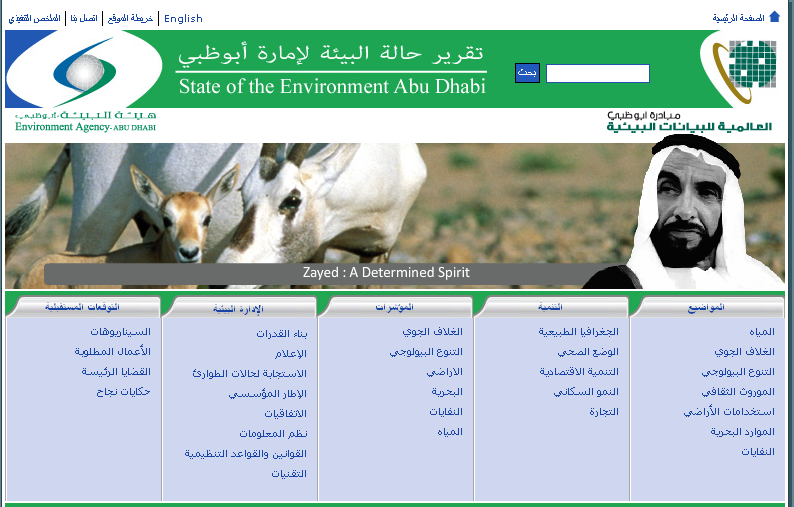 الصفحة الرئيسية
English
خريطة الموقع
اتصل بنا
الملخص التنفيذي
تقرير حالة البيئة لإمارة أبوظبي
State of the Environment Abu Dhabi
بحث
هيئة البيئة - أبوظبي
Environment Agency-ABU DHABI
مبادرة أبوظبي
العالمية للبيانات البيئية
Zayed : A Determined Spirit
المواضيع
المياه
الغلاف الجوي
التنوع البيولوجي
الموروث الثقافي
استخدامات الأراضي
الموارد البحرية
النفايات
التنمية
الجغرافيا الطبيعية
الوضع الصحي
التنمية الاقتصادية
النمو السكاني
التجارة
المؤشرات
الغلاف الجوي
التنوع البيولوجي
الاراضي
البحرية
النفايات
المياه
الإدارة البيئية
بناء القدرات
الإعلام
الاستجابة لحالات الطوارئ
الإطار المؤسسي
الاتفاقيات
نظم المعلومات
القوانين والقواعد التنظيمية
التقنيات
التوقعات المستقبلية
السيناريوهات
الأعمال المطلوبة
القضايا الرئيسة
حكايات نجاح